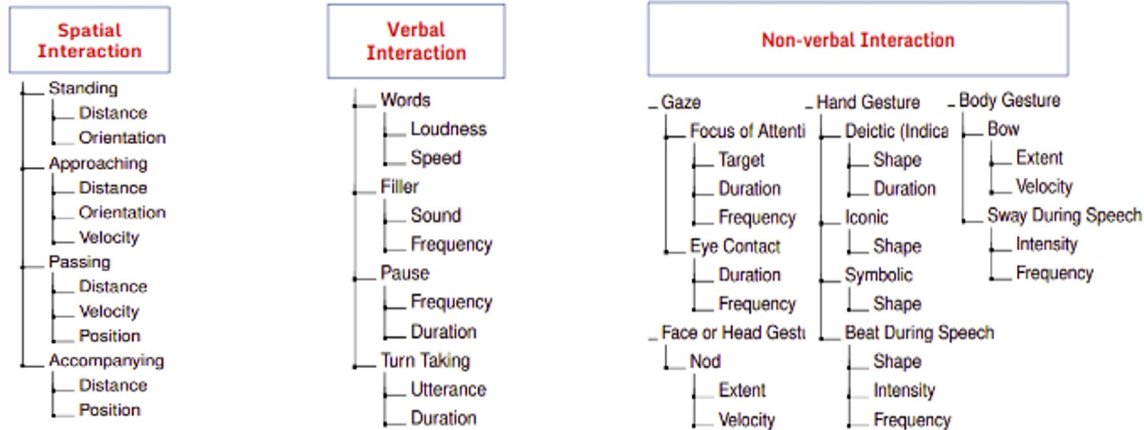 Spatial
Interaction
Standing
Distance
Orientation
Approaching
Distance
Orientation
Velocity
Passing
Distance
Velocity
Position
Accompanying
Distance
Position
Verbal
Interaction
Words
Loudness
Speed
Filler
Sound
Frequency
Pause
Frequency
Duration
Turn Taking
Utterance
Duration
Non-verbal Interaction
Gaze
Focus of Attenti
Target
Duration
Frequency
Eye Contact
Duration
Frequency
Face or Head Gestu
Nod
Extent
Velocity
Hand Gesture
Deictic (Indica
Shape
Duration
Iconic
Shape
Symbolic
Shape
Beat During Speech
Shape
Intensity
Frequency
Body Gesture
Bow
Extent
Velocity
Sway During Speech
Intensity
Frequency